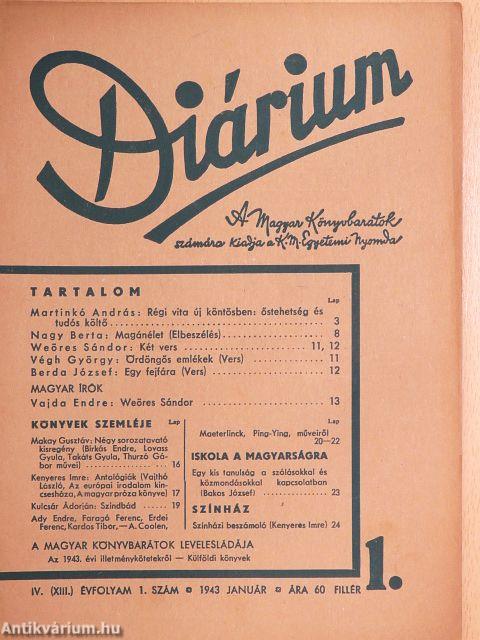 Diárium
A Magyar Könyvbarátok
számára kiadja a K. M. Egyetemi Nyomda
TARTALOM
Lap
Martinkó András: Régi vita új köntösben: őstehetség és
tudós költő 3
Nagy Berta: Magánélet (Elbeszélés) 8
Weöres Sándor: Két vers 11, 12
Végh György: Ördöngös emlékek (Vers) 11
Berda József: Egy fejfára (Vers) 12
MAGYAR ÍRÓK
Vajda Endre: Weöres Sándor 13
KÖNYVEK SZEMLÉJE Lap
Makay Gusztáv: Négy sorozatavató
kisregény (Birkás Endre, Lovass
Gyula, Takáts Gyula, Thurzó Gá-
bor művei) 16
Kenyeres Imre: Antológiák (Vajthó
László, Az európai irodalom kin-
csesháza, A magyar próza könyve) 17
Kulcsár Adorján: Szindbád 19
Ady Endre, Faragó Ferenc, Erdei
Ferenc, Kardos Tibor, — A. Coolen,
Lap
Maeterlinck, Ping-Ying, műveiről
20—22
ISKOLA A MAGYARSÁGRA
Egy kis tanulság a szólásokkal és
közmondásokkal kapcsolatban
(Bakos József) 23
SZÍNHÁZ
Színházi beszámoló (Kenyeres Imre) 24
A MAGYAR KÖNYVBARÁTOK LEVELESLÁDÁJA
Az 1943. évi illetménykötetekről — Külföldi könyvek
1.
IV. (XIII.) ÉVFOLYAM 1. SZÁM 1943 JANUÁR ÁRA 60 FILLÉR
Antikvárium.hu